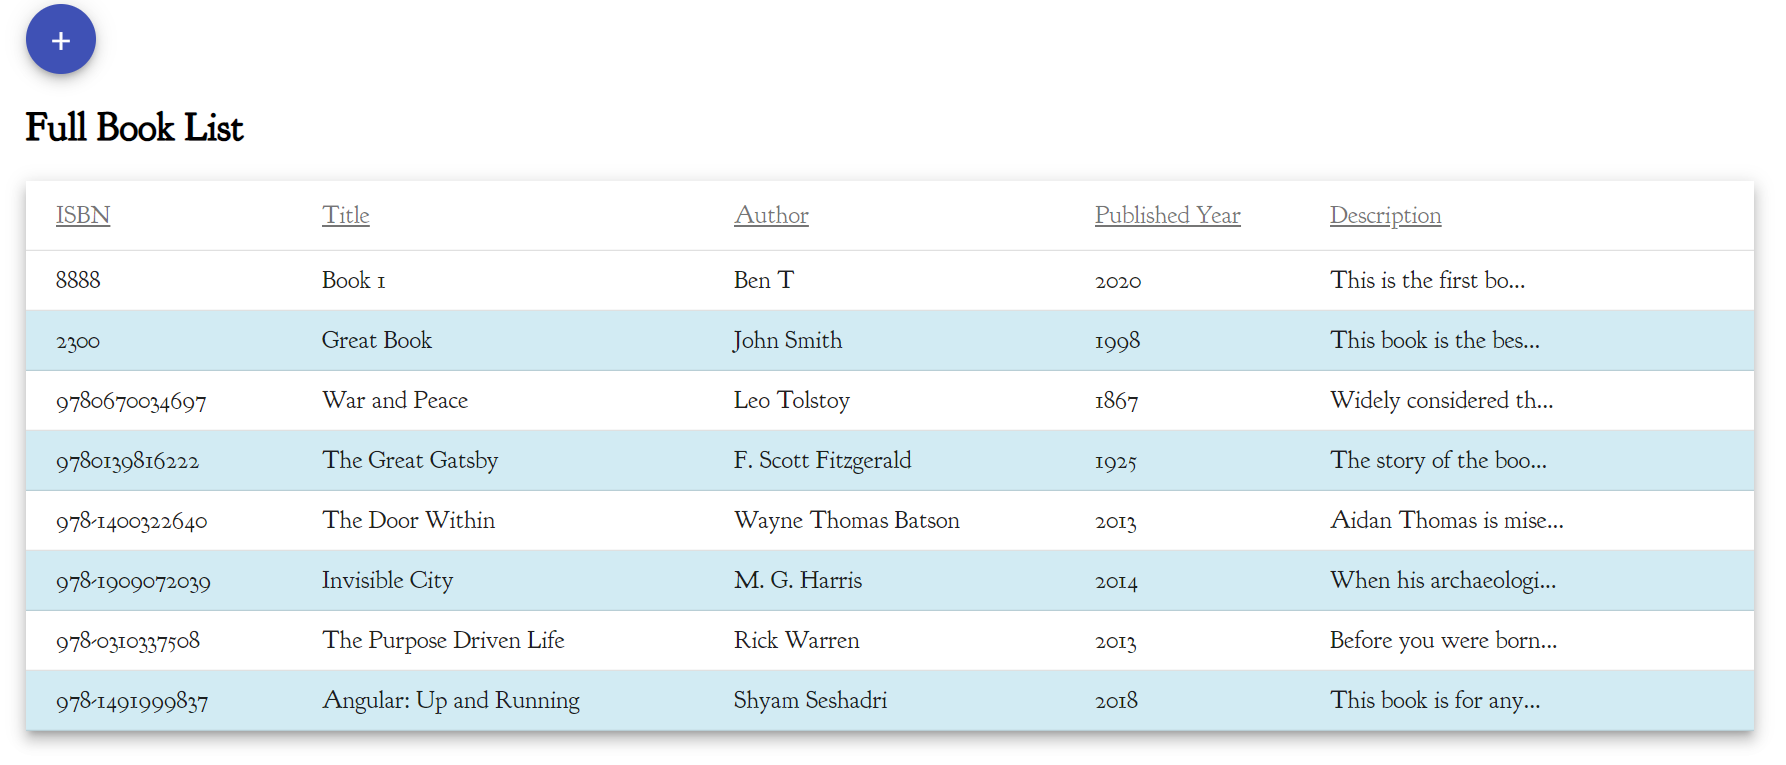 +
Full Book List
ISBN Title Author Published Year Description
8888 Book 1 Ben T 2020 This is the first bo...
2300 Great Book John Smith 1998 This book is the bes...
9780670034697 War and Peace Leo Tolstoy 1867 Widely considered th...
9780139816222 The Great Gatsby F. Scott Fitzgerald 1925 The story of the boo...
978-1400322640 The Door Within Wayne Thomas Batson 2013 Aidan Thomas is mise...
978-1909072039 Invisible City M. G. Harris 2014 When his archaeologi...
978-0310337508 The Purpose Driven Life Rick Warren 2013 Before you were born...
978-1491999837 Angular: Up and Running Shyam Seshadri 2018 This book is for any...